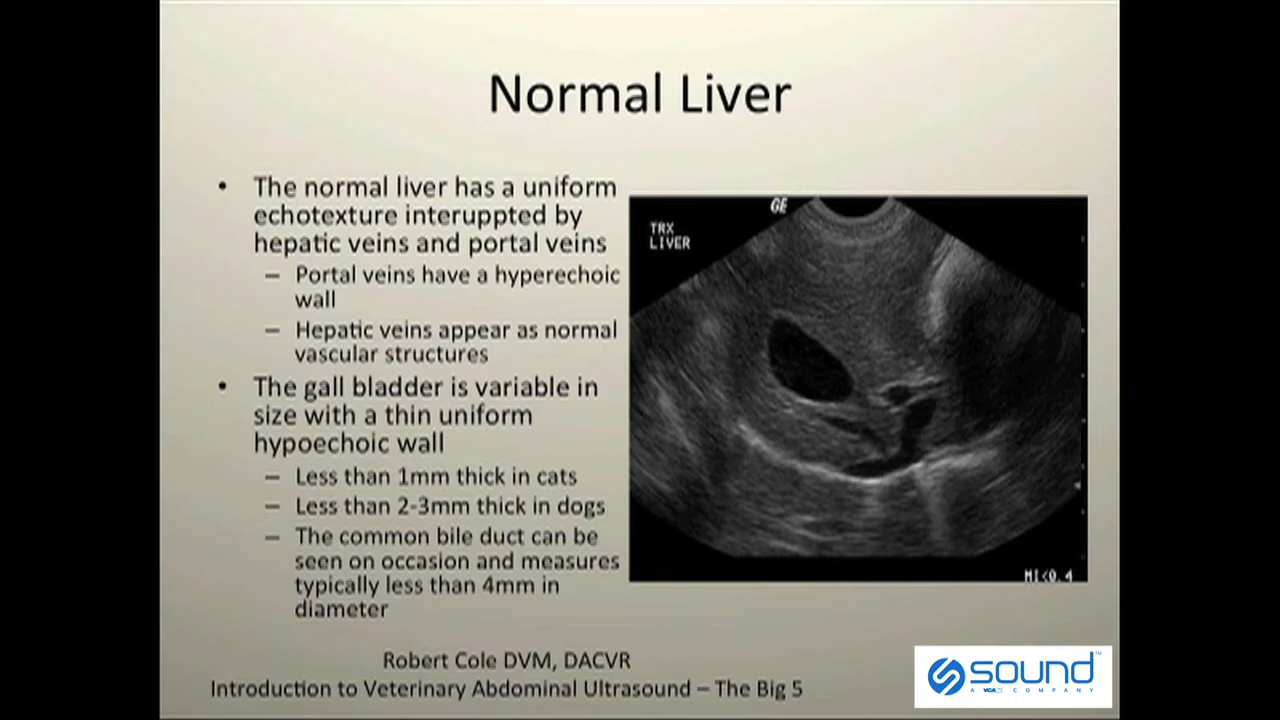 Normal Liver
• The normal liver has a uniform
echotexture interuppted by
hepatic veins and portal veins
– Portal veins have a hyperechoic
wall
– Hepatic veins appear as normal
vascular structures
• The gall bladder is variable in
size with a thin uniform
hypoechoic wall
– Less than 1mm thick in cats
– Less than 2-3mm thick in dogs
– The common bile duct can be
seen on occasion and measures
typically less than 4mm in
diameter
GE
TRX
LIVER
MI<0.4
Robert Cole DVM, DACVR
Introduction to Veterinary Abdominal Ultrasound – The Big 5
sound™
A VCA COMPANY